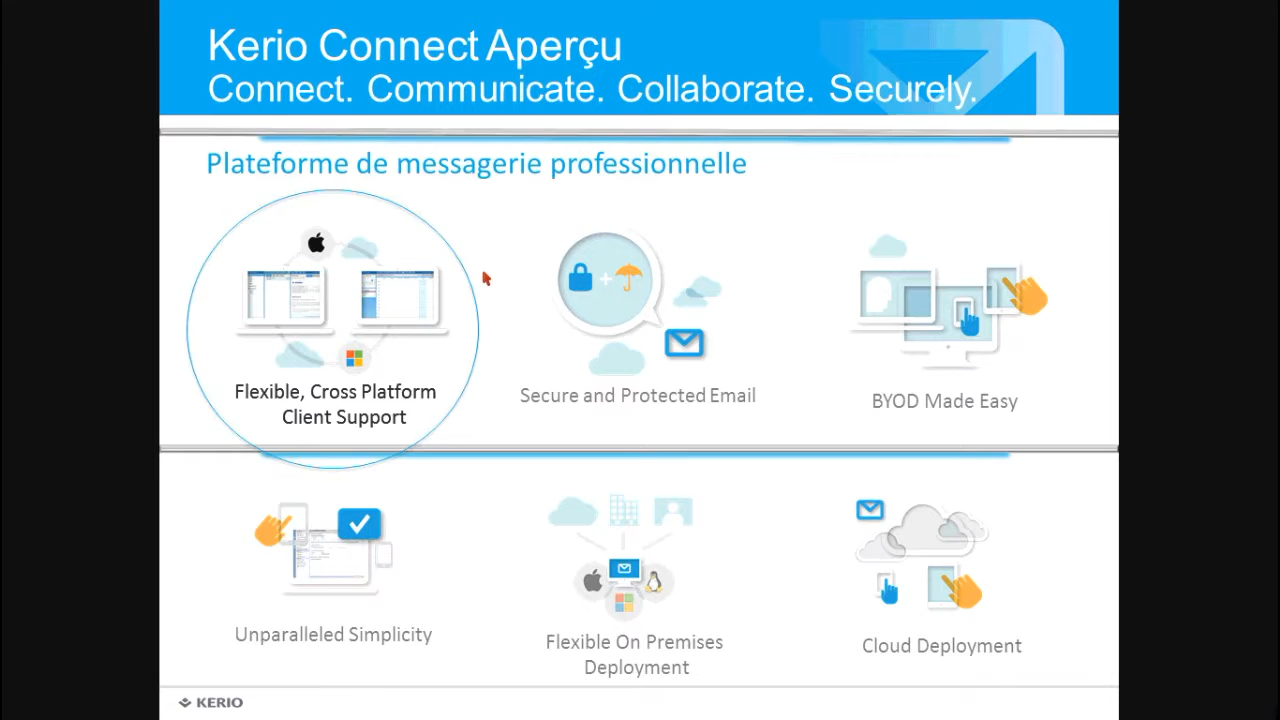 Kerio Connect Aperçu
Connect. Communicate. Collaborate. Securely.
Plateforme de messagerie professionnelle
Flexible, Cross Platform
Client Support
Secure and Protected Email
BYOD Made Easy
Unparalleled Simplicity
Flexible On Premises
Deployment
Cloud Deployment
KERIO